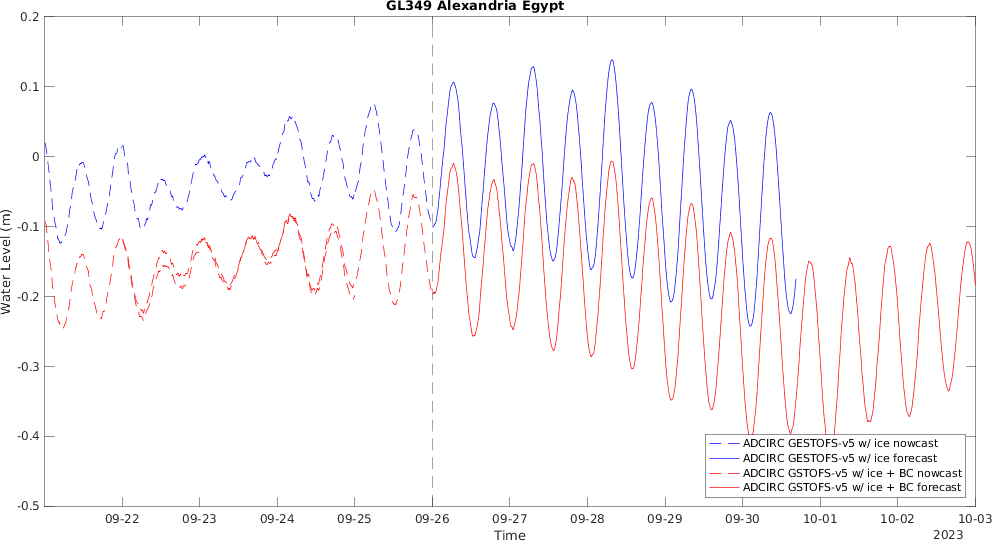 GL349 Alexandria Egypt
0.2
0.1
0
-0.1
-0.2
-0.3
-0.4
-0.5
Water Level (m)
ADCIRC GESTOFS-v5 w/ ice nowcast
ADCIRC GESTOFS-v5 w/ ice forecast
ADCIRC GSTOFS-v5 w/ ice + BC nowcast
ADCIRC GSTOFS-v5 w/ ice + BC forecast
09-22 09-23 09-24 09-25 09-26 09-27 09-28 09-29 09-30 10-01 10-02 10-03
Time
2023